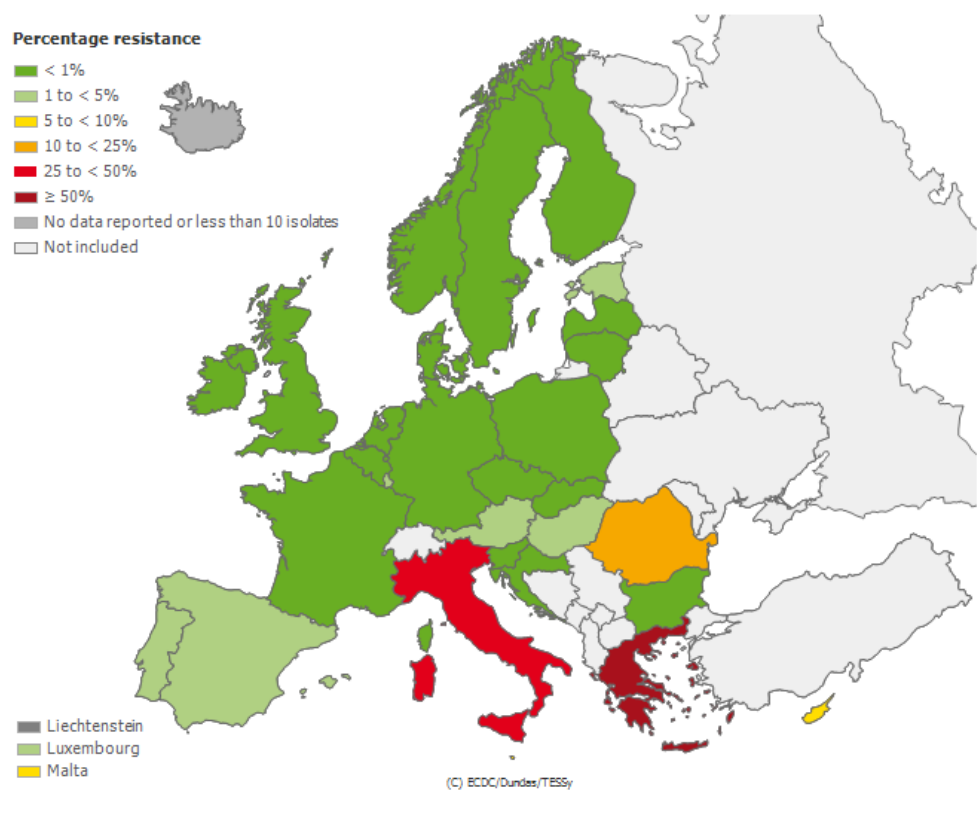 Percentage resistance
< 1%
1 to < 5%
5 to < 10%
10 to < 25%
25 to < 50%
≥ 50%
No data reported or less than 10 isolates
Not included
Liechtenstein
Luxembourg
Malta
(C) ECDC/Dundas/TESSy